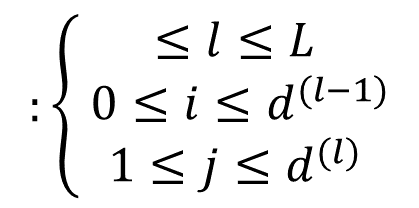 ≤ l ≤ L
: { 0 ≤ i ≤ d^(l−1)
1 ≤ j ≤ d^(l)